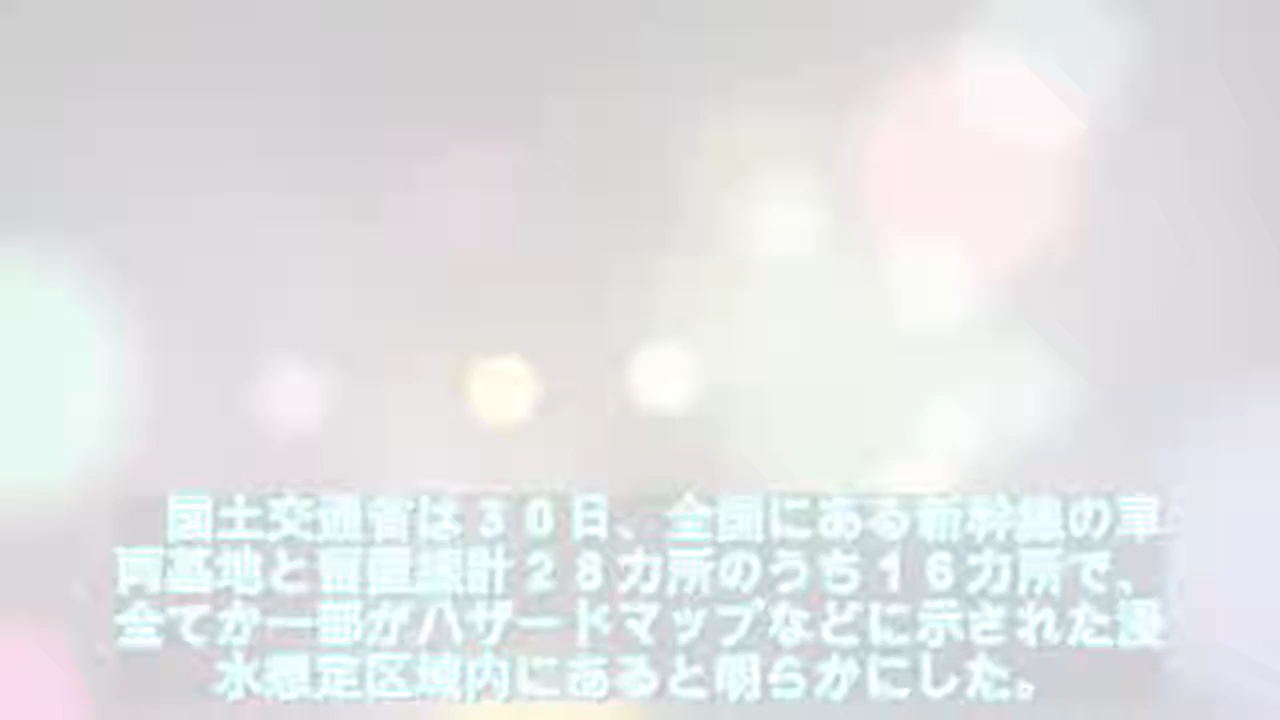 国土交通省は３０日、全国にある新幹線の車
両基地と留置線計２８カ所のうち１６カ所で、
全てか一部がハザードマップなどに示された浸
水想定区域内にあると明らかにした。